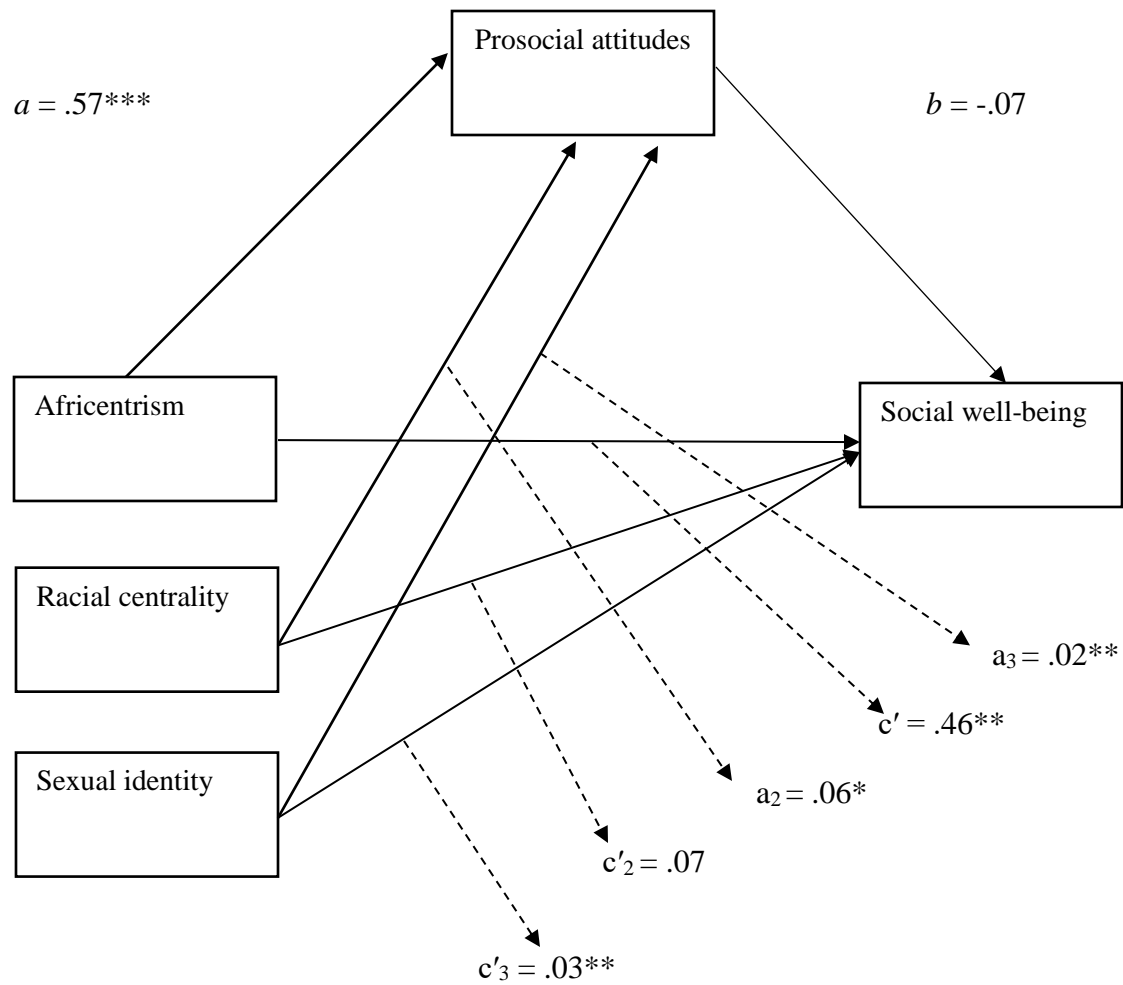 Prosocial attitudes
a = .57***
b = -.07
Africentrism
Social well-being
Racial centrality
a₃ = .02**
c′ = .46**
Sexual identity
a₂ = .06*
c′₂ = .07
c′₃ = .03**